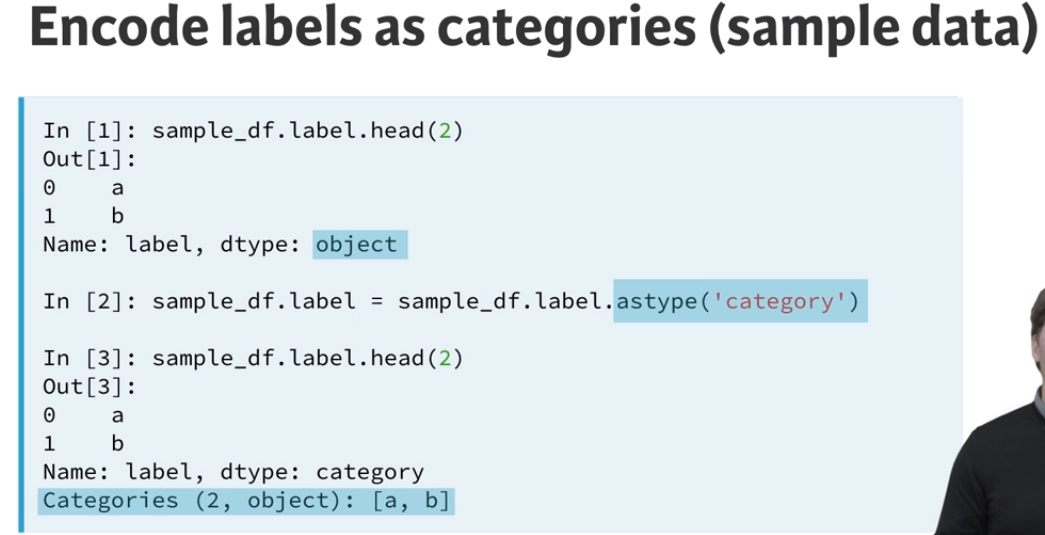 Encode labels as categories (sample data)
In [1]: sample_df.label.head(2)
Out[1]:
0    a
1    b
Name: label, dtype: object
In [2]: sample_df.label = sample_df.label.astype('category')
In [3]: sample_df.label.head(2)
Out[3]:
0    a
1    b
Name: label, dtype: category
Categories (2, object): [a, b]